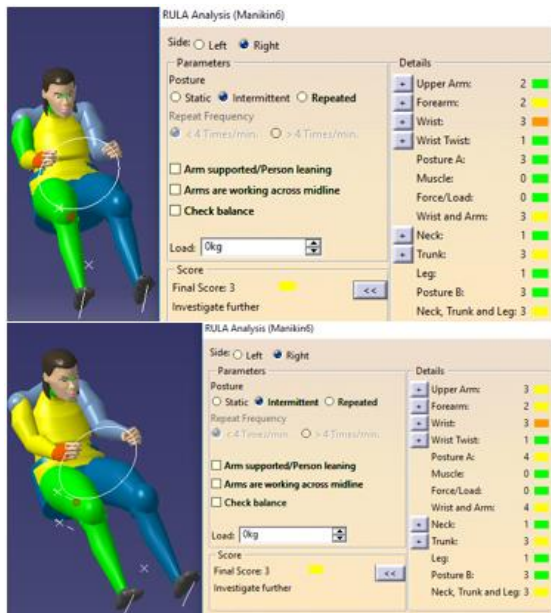 RULA Analysis (Manikin6)
Side: Left Right
Parameters
Posture
Static Intermittent Repeated
Repeat Frequency
< 4 Times/min. > 4 Times/min.
Arm supported/Person leaning
Arms are working across midline
Check balance
Load: 0kg
Score
Final Score: 3
<<
Investigate further
Details
+ Upper Arm: 2
+ Forearm: 2
+ Wrist: 3
+ Wrist Twist: 1
Posture A: 3
Muscle: 0
Force/Load: 0
Wrist and Arm: 3
+ Neck: 1
+ Trunk: 3
Leg: 1
Posture B: 3
Neck, Trunk and Leg: 3
RULA Analysis (Manikin6)
Side: Left Right
Parameters
Posture
Static Intermittent Repeated
Repeat Frequency
< 4 Times/min. > 4 Times/min.
Arm supported/Person leaning
Arms are working across midline
Check balance
Load: 0kg
Score
Final Score: 3
<<
Investigate further
Details
+ Upper Arm: 3
+ Forearm: 2
+ Wrist: 3
+ Wrist Twist: 1
Posture A: 4
Muscle: 0
Force/Load: 0
Wrist and Arm: 4
+ Neck: 1
+ Trunk: 3
Leg: 1
Posture B: 3
Neck, Trunk and Leg: 3